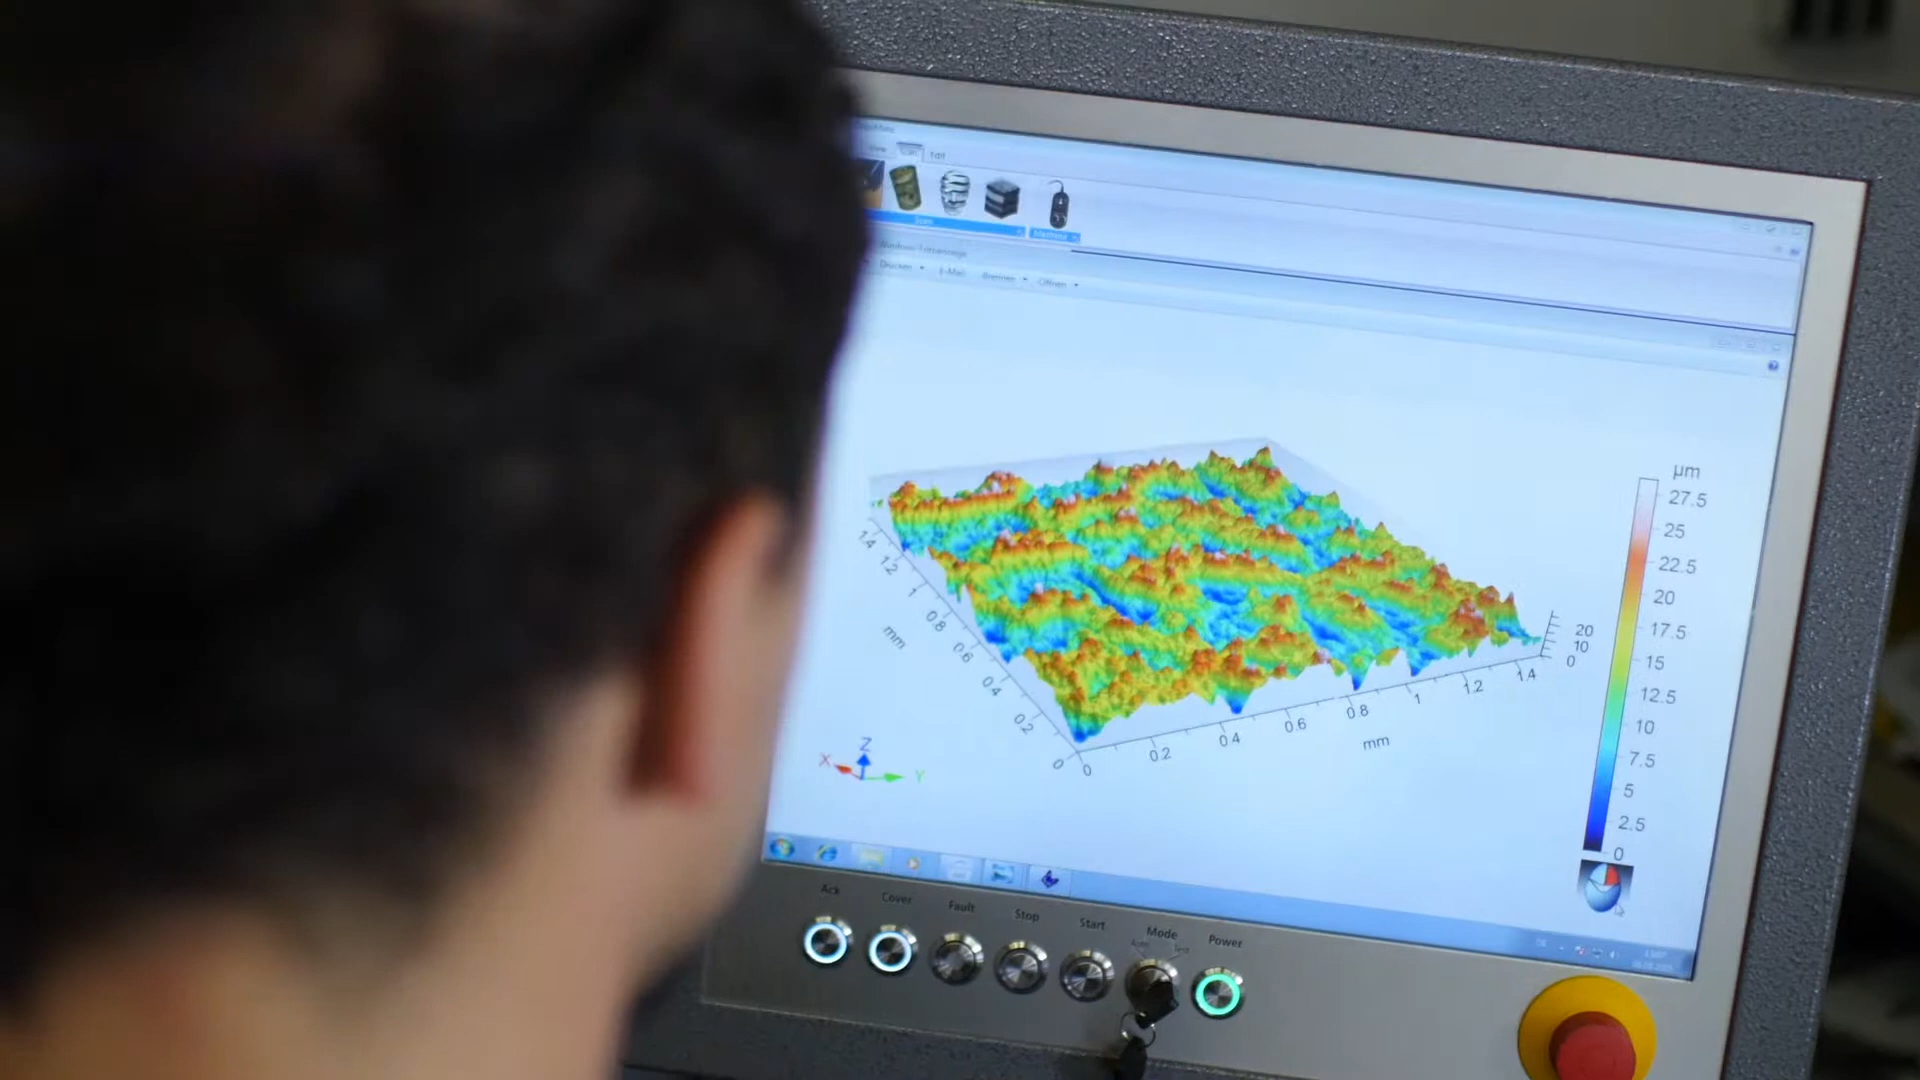 Edit
Drucken
E-Mail
Brennen
Öffnen
µm
27.5
25
22.5
20
17.5
15
12.5
10
7.5
5
2.5
0
1.4
1.2
1
0.8
0.6
0.4
0.2
0
mm
0
0.2
0.4
0.6
0.8
1
1.2
1.4
mm
20
10
0
X
Z
Y
Ack
Cover
Fault
Stop
Start
Mode
Power